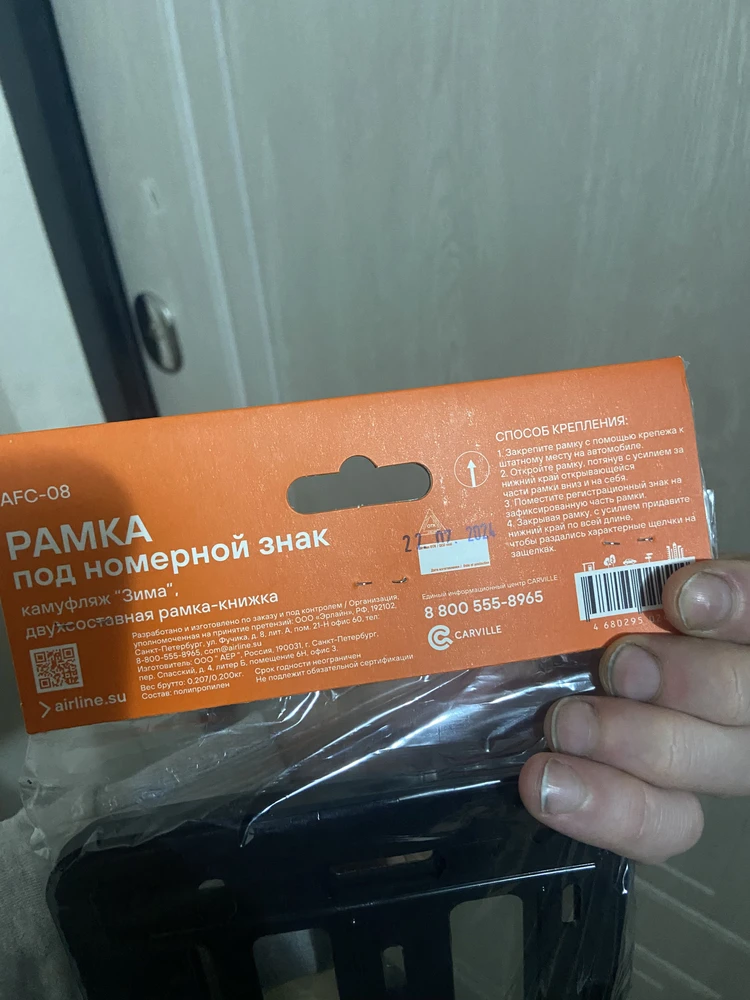 AFC-08
РАМКА
под номерной знак
камуфляж "Зима",
двухсоставная рамка-книжка
Разработано и изготовлено по заказу и под контролем / Организация,
уполномоченная на принятие претензий: ООО «Эрлайн», РФ, 192102,
Санкт-Петербург, ул. Фучика, д. 8, лит. А, пом. 21-Н офис 60, тел:
8-800-555-8965, com@airline.su
Изготовитель: ООО " АЕР ", Россия, 190031, г. Санкт-Петербург,
пер. Спасский, д. 4, литер Б, помещение 6Н, офис 3.
Вес брутто: 0,207/0,200кг.
Состав: полипропилен
Срок годности неограничен
Не подлежит обязательной сертификации
airline.su
22 02 2024
Единый информационный центр CARVILLE
8 800 555-8965
CARVILLE
СПОСОБ КРЕПЛЕНИЯ:
1. Закрепите рамку с помощью крепежа к
штатному месту на автомобиле.
2. Откройте рамку, потянув с усилием за
нижний край открывающейся
части рамки вниз и на себя.
3. Поместите регистрационный знак на
зафиксированную часть рамки.
4. Закрывая рамку, с усилием придавите
нижний край по всей длине,
чтобы раздались характерные щелчки на
защелках.
4 680295